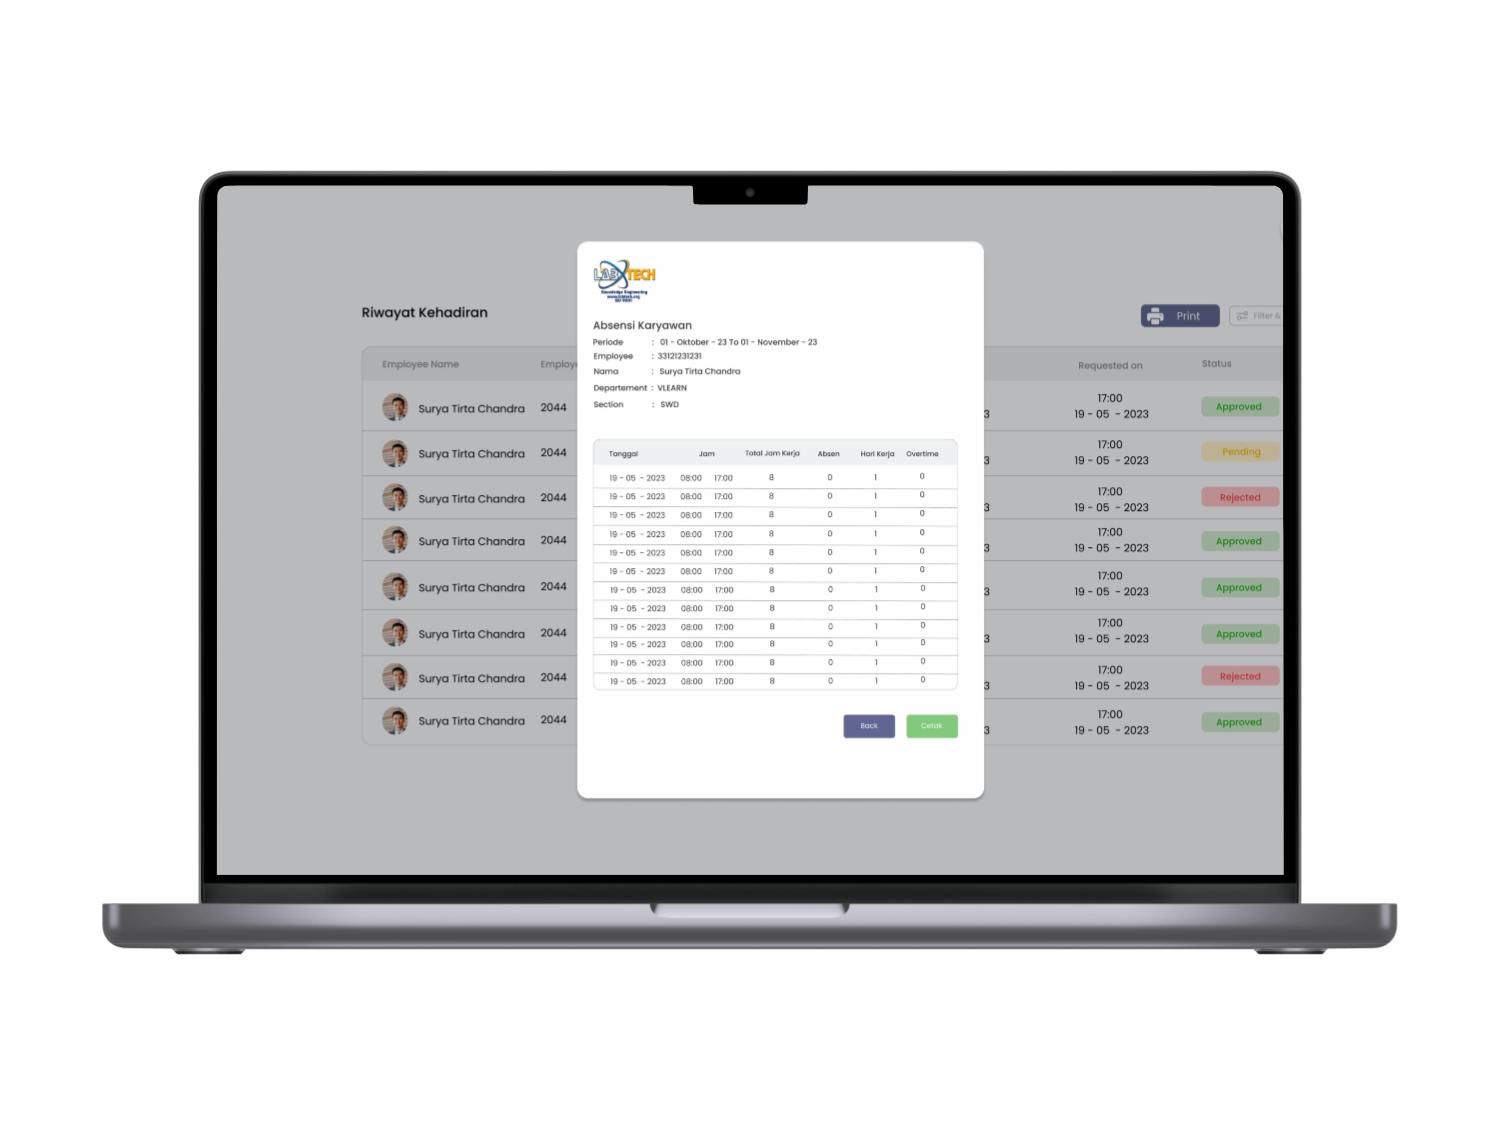 LABXTECH
Knowledge Engineering
www.labtech.org
Riwayat Kehadiran
Print
Filter &
Employee Name Employe Requested on Status
Surya Tirta Chandra 2044 3 17:00 19 - 05 - 2023 Approved
Surya Tirta Chandra 2044 3 17:00 19 - 05 - 2023 Pending
Surya Tirta Chandra 2044 3 17:00 19 - 05 - 2023 Rejected
Surya Tirta Chandra 2044 3 17:00 19 - 05 - 2023 Approved
Surya Tirta Chandra 2044 3 17:00 19 - 05 - 2023 Approved
Surya Tirta Chandra 2044 3 17:00 19 - 05 - 2023 Approved
Surya Tirta Chandra 2044 3 17:00 19 - 05 - 2023 Rejected
Surya Tirta Chandra 2044 3 17:00 19 - 05 - 2023 Approved
Absensi Karyawan
Periode : 01 - Oktober - 23 To 01 - November - 23
Employee : 33121231231
Nama : Surya Tirta Chandra
Departement : VLEARN
Section : SWD
Tanggal Jam Total Jam Kerja Absen Hari Kerja Overtime
19 - 05 - 2023 08:00 17:00 8 0 1 0
19 - 05 - 2023 08:00 17:00 8 0 1 0
19 - 05 - 2023 08:00 17:00 8 0 1 0
19 - 05 - 2023 08:00 17:00 8 0 1 0
19 - 05 - 2023 08:00 17:00 8 0 1 0
19 - 05 - 2023 08:00 17:00 8 0 1 0
19 - 05 - 2023 08:00 17:00 8 0 1 0
19 - 05 - 2023 08:00 17:00 8 0 1 0
19 - 05 - 2023 08:00 17:00 8 0 1 0
19 - 05 - 2023 08:00 17:00 8 0 1 0
19 - 05 - 2023 08:00 17:00 8 0 1 0
19 - 05 - 2023 08:00 17:00 8 0 1 0
Back
Cetak